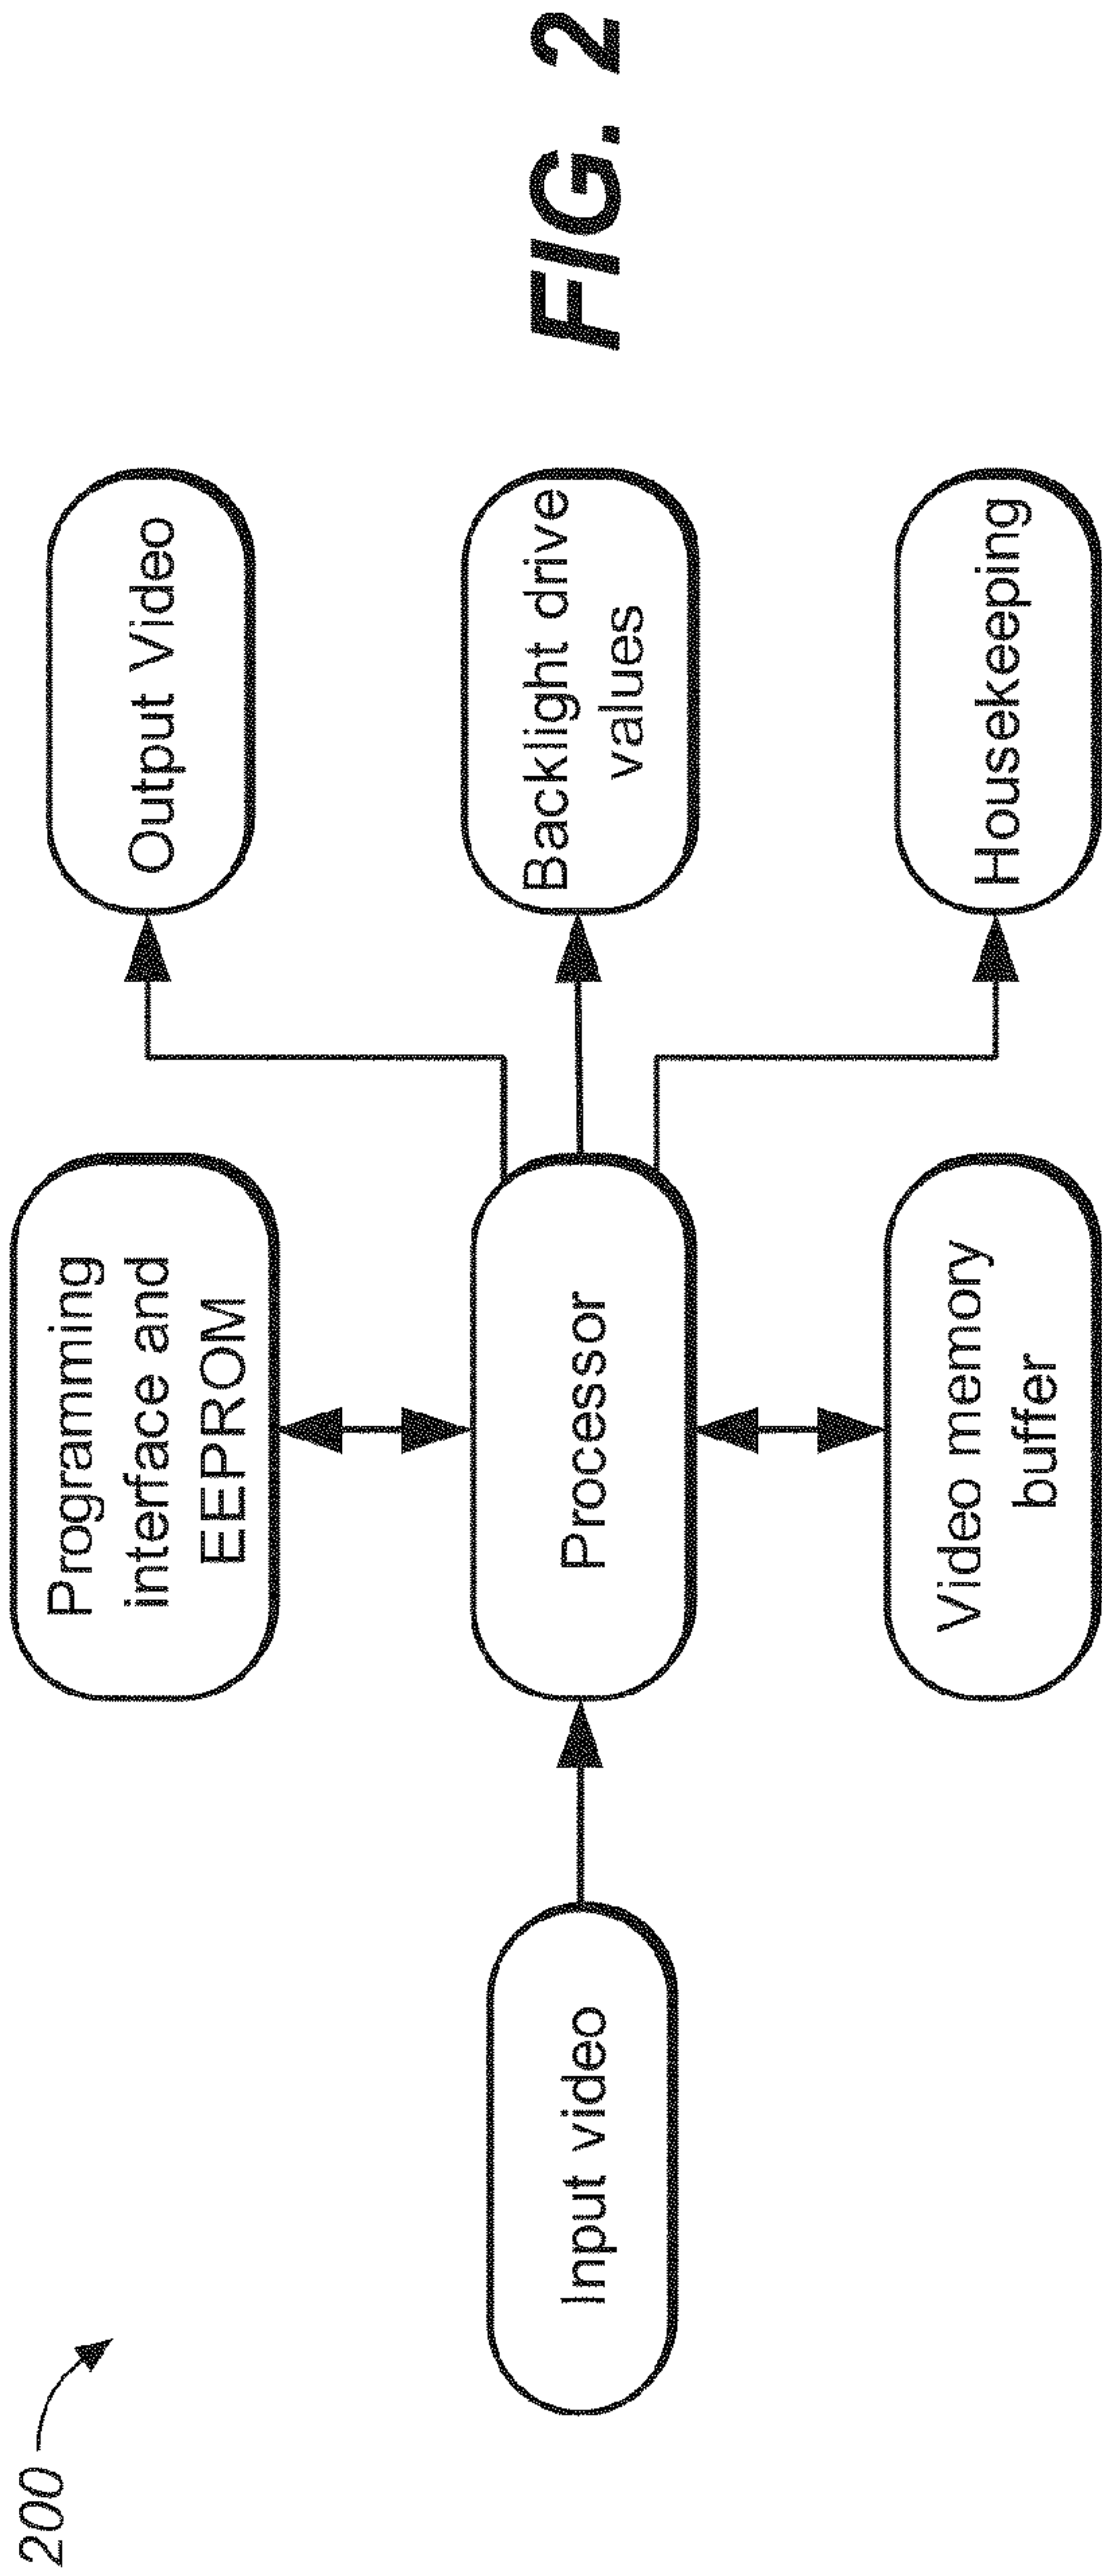 200
Input video
Programming
interface and
EEPROM
Processor
Video memory
buffer
Output Video
Backlight drive
values
Housekeeping
FIG. 2